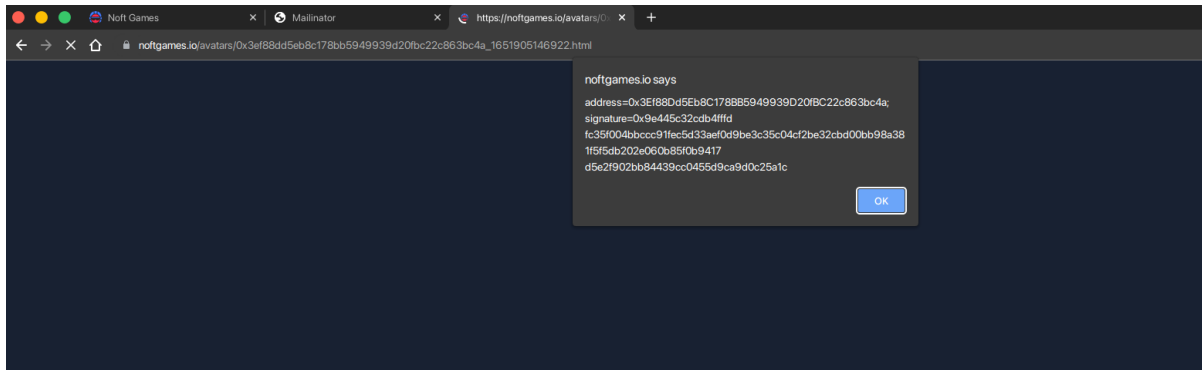 Noft Games
Mailinator
https://noftgames.io/avatars/0x
noftgames.io/avatars/0x3ef88dd5eb8c178bb5949939d20fbc22c863bc4a_1651905146922.html
noftgames.io says
address=0x3Ef88Dd5Eb8C178BB5949939D20fBC22c863bc4a;
signature=0x9e445c32cdb4fffd
fc35f004bbccc91fec5d33aef0d9be3c35c04cf2be32cbd00bb98a38
1f5f5db202e060b85f0b9417
d5e2f902bb84439cc0455d9ca9d0c25a1c
OK